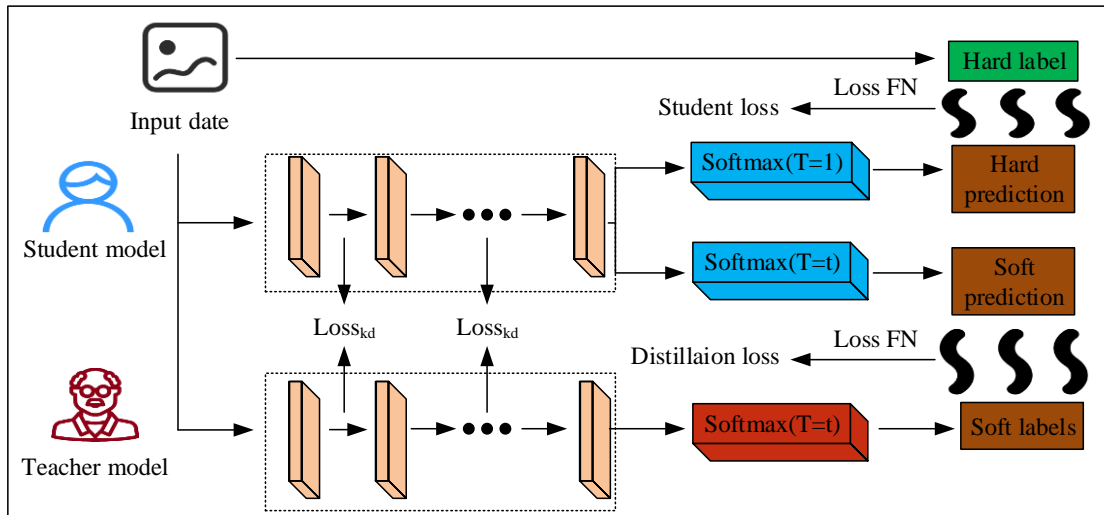 Hard label
Loss FN
Student loss
Input date
Softmax(T=1)
Hard
prediction
Student model
Softmax(T=t)
Soft
prediction
Loss_kd
Loss_kd
Loss FN
Distillaion loss
Softmax(T=t)
Soft labels
Teacher model